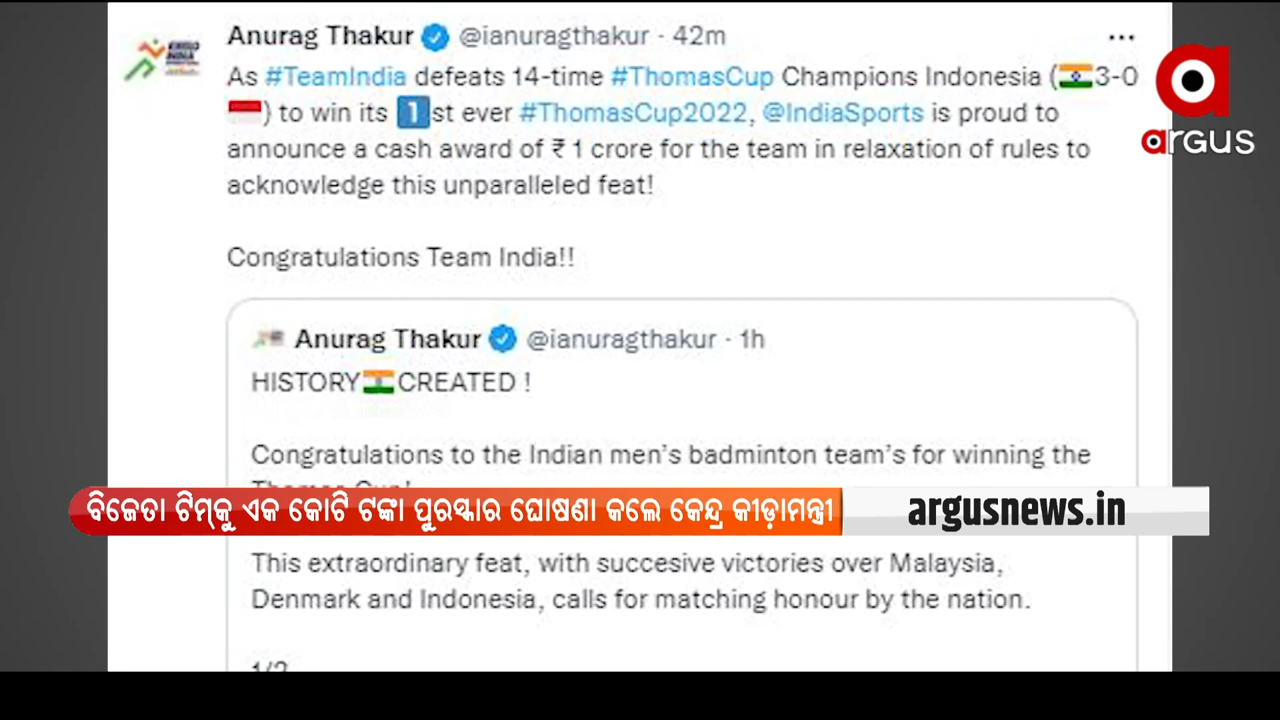 Anurag Thakur @ianuragthakur · 42m
As #TeamIndia defeats 14-time #ThomasCup Champions Indonesia (🇮🇳3-0
🇮🇩) to win its 1️⃣st ever #ThomasCup2022, @IndiaSports is proud to
announce a cash award of ₹ 1 crore for the team in relaxation of rules to
acknowledge this unparalleled feat!
Congratulations Team India!!
argus
Anurag Thakur @ianuragthakur · 1h
HISTORY🇮🇳CREATED !
Congratulations to the Indian men's badminton team's for winning the
ବିଜେତା ଟିମ୍‌କୁ ଏକ କୋଟି ଟଙ୍କା ପୁରସ୍କାର ଘୋଷଣା କଲେ କେନ୍ଦ୍ର କୀଡ଼ାମନ୍ତ୍ରୀ
argusnews.in
This extraordinary feat, with succesive victories over Malaysia,
Denmark and Indonesia, calls for matching honour by the nation.